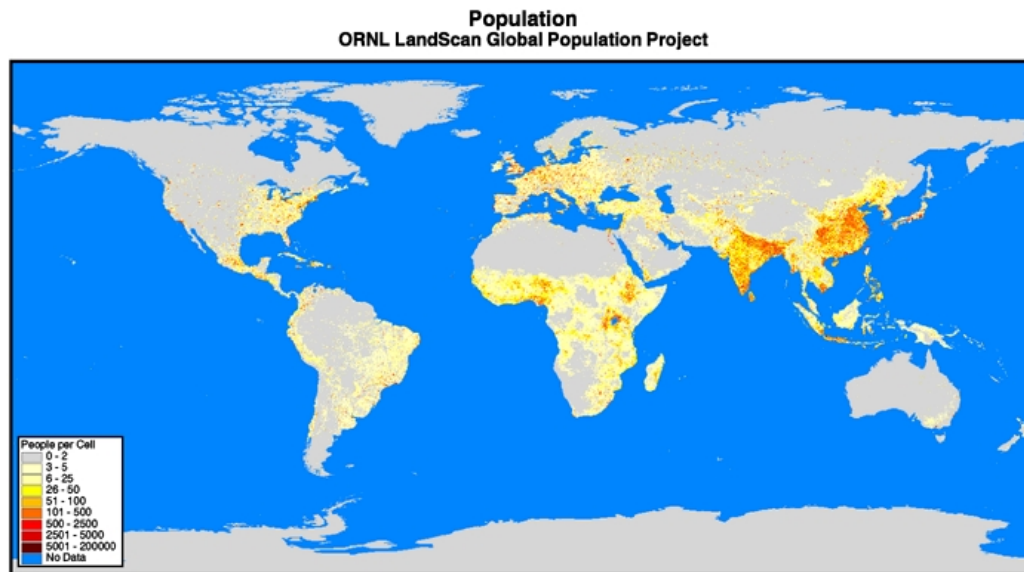 Population
ORNL LandScan Global Population Project
People per Cell
0 - 2
3 - 5
6 - 25
26 - 50
51 - 100
101 - 500
500 - 2500
2501 - 5000
5001 - 200000
No Data